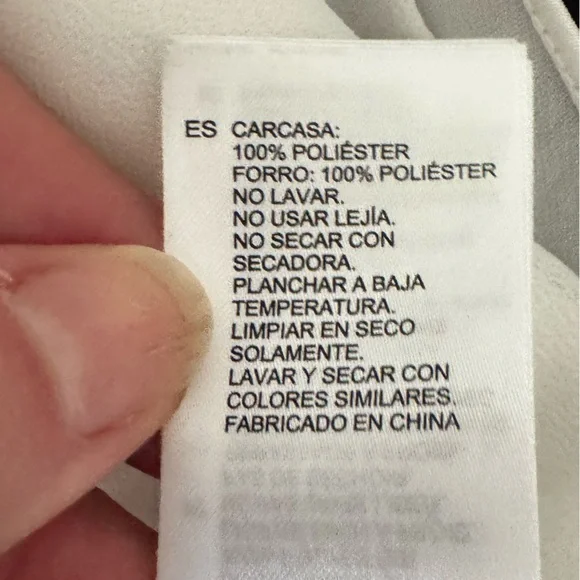 ES CARCASA:
100% POLIÉSTER
FORRO: 100% POLIÉSTER
NO LAVAR.
NO USAR LEJÍA.
NO SECAR CON
SECADORA.
PLANCHAR A BAJA
TEMPERATURA.
LIMPIAR EN SECO
SOLAMENTE.
LAVAR Y SECAR CON
COLORES SIMILARES.
FABRICADO EN CHINA